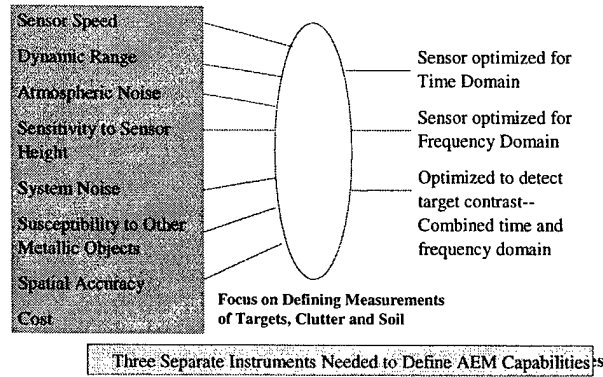 Sensor Speed
Dynamic Range
Atmospheric Noise
Sensitivity to Sensor
Height
System Noise
Susceptibility to Other
Metallic Objects
Spatial Accuracy
Cost
Sensor optimized for
Time Domain
Sensor optimized for
Frequency Domain
Optimized to detect
target contrast--
Combined time and
frequency domain
Focus on Defining Measurements
of Targets, Clutter and Soil
Three Separate Instruments Needed to Define AEM Capabilities